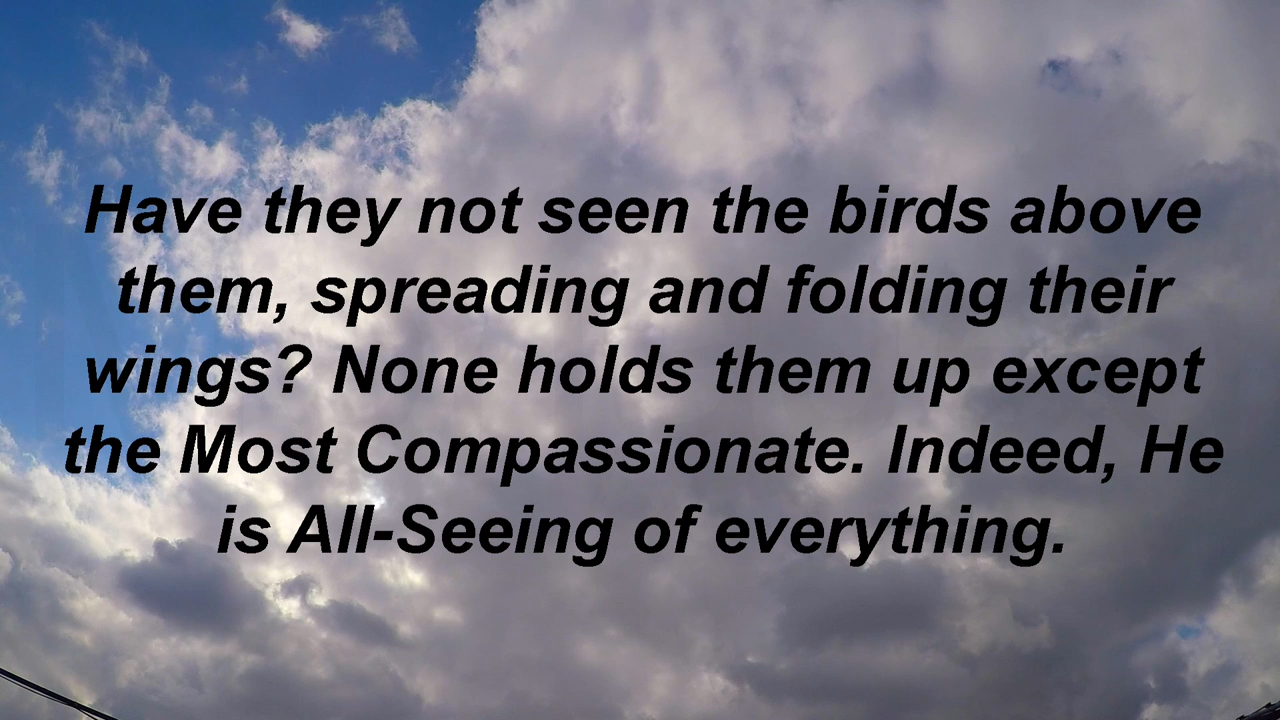 Have they not seen the birds above
them, spreading and folding their
wings? None holds them up except
the Most Compassionate. Indeed, He
is All-Seeing of everything.